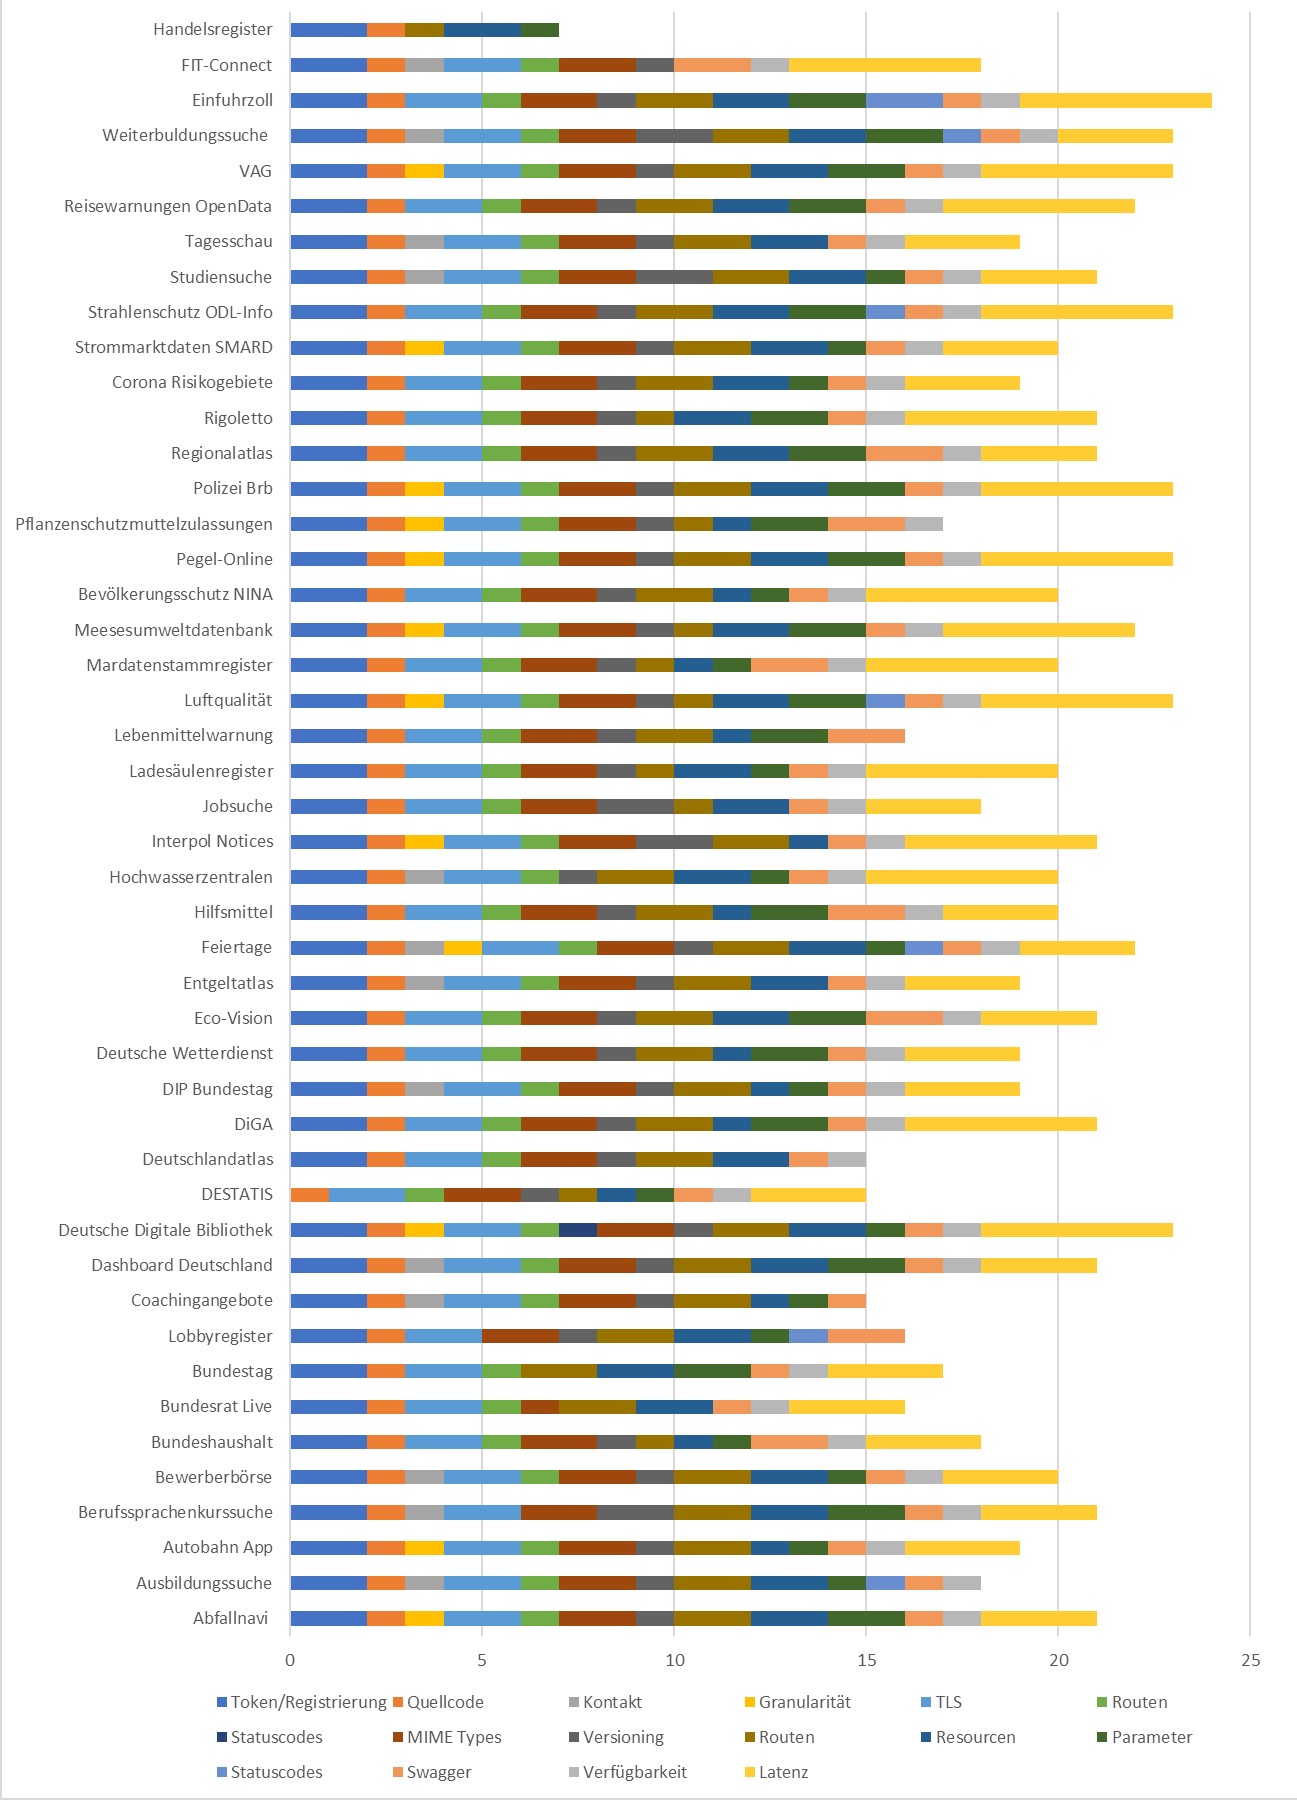 Handelsregister
FIT-Connect
Einfuhrzoll
Weiterbuldungssuche
VAG
Reisewarnungen OpenData
Tagesschau
Studiensuche
Strahlenschutz ODL-Info
Strommarktdaten SMARD
Corona Risikogebiete
Rigoletto
Regionalatlas
Polizei Brb
Pflanzenschutzmuttelzulassungen
Pegel-Online
Bevölkerungsschutz NINA
Meesesumweltdatenbank
Mardatenstammregister
Luftqualität
Lebenmittelwarnung
Ladesäulenregister
Jobsuche
Interpol Notices
Hochwasserzentralen
Hilfsmittel
Feiertage
Entgeltatlas
Eco-Vision
Deutsche Wetterdienst
DIP Bundestag
DiGA
Deutschlandatlas
DESTATIS
Deutsche Digitale Bibliothek
Dashboard Deutschland
Coachingangebote
Lobbyregister
Bundestag
Bundesrat Live
Bundeshaushalt
Bewerberbörse
Berufssprachenkurssuche
Autobahn App
Ausbildungssuche
Abfallnavi
0 5 10 15 20 25
Token/Registrierung Quellcode Kontakt Granularität TLS Routen
Statuscodes MIME Types Versioning Routen Resourcen Parameter
Statuscodes Swagger Verfügbarkeit Latenz